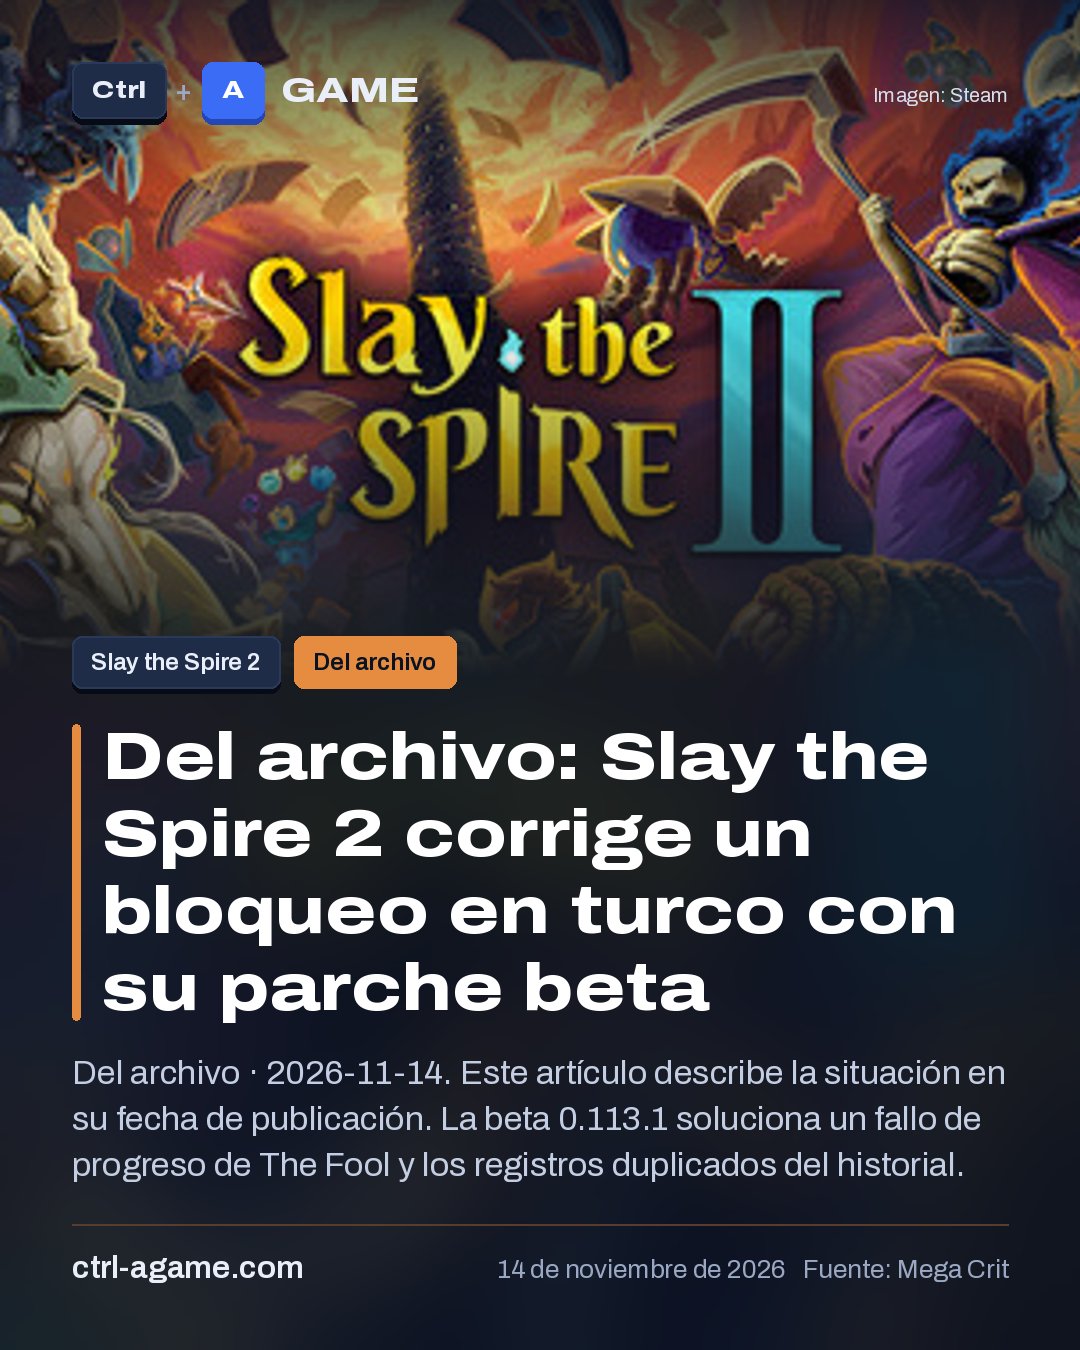 Ctrl + A GAME
Imagen: Steam
Slay the
SPIRE II
Slay the Spire 2
Del archivo
Del archivo: Slay the
Spire 2 corrige un
bloqueo en turco con
su parche beta
Del archivo · 2026-11-14. Este artículo describe la situación en
su fecha de publicación. La beta 0.113.1 soluciona un fallo de
progreso de The Fool y los registros duplicados del historial.
ctrl-agame.com
14 de noviembre de 2026 Fuente: Mega Crit